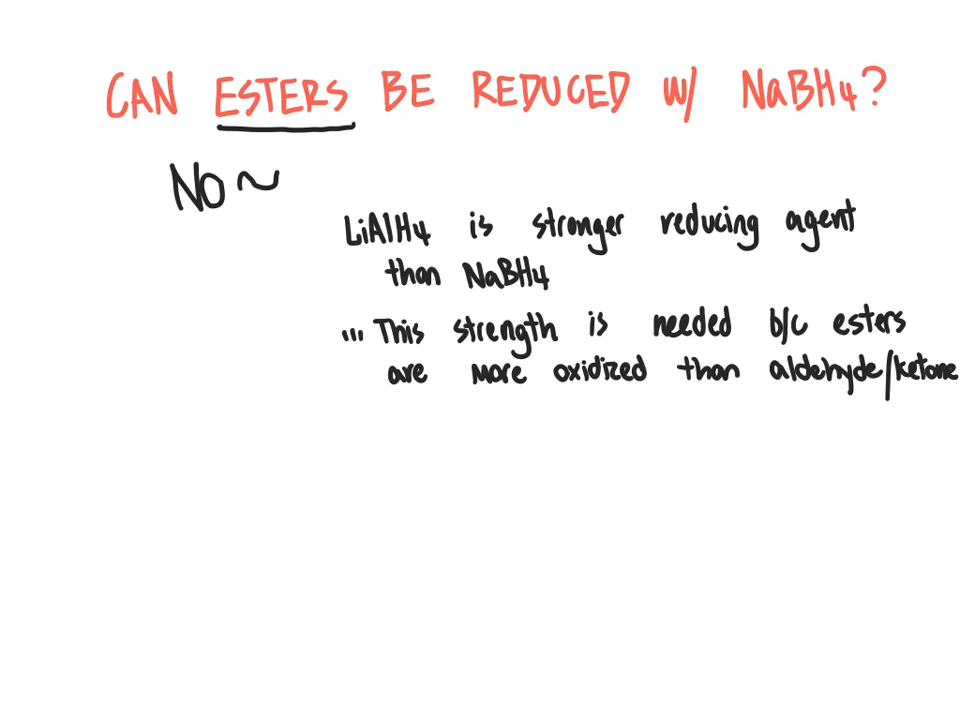 CAN ESTERS BE REDUCED w/ NaBH4?
NO~
LiAlH4 is stronger reducing agent
than NaBH4
... This strength is needed b/c esters
are more oxidized than aldehyde/ketone